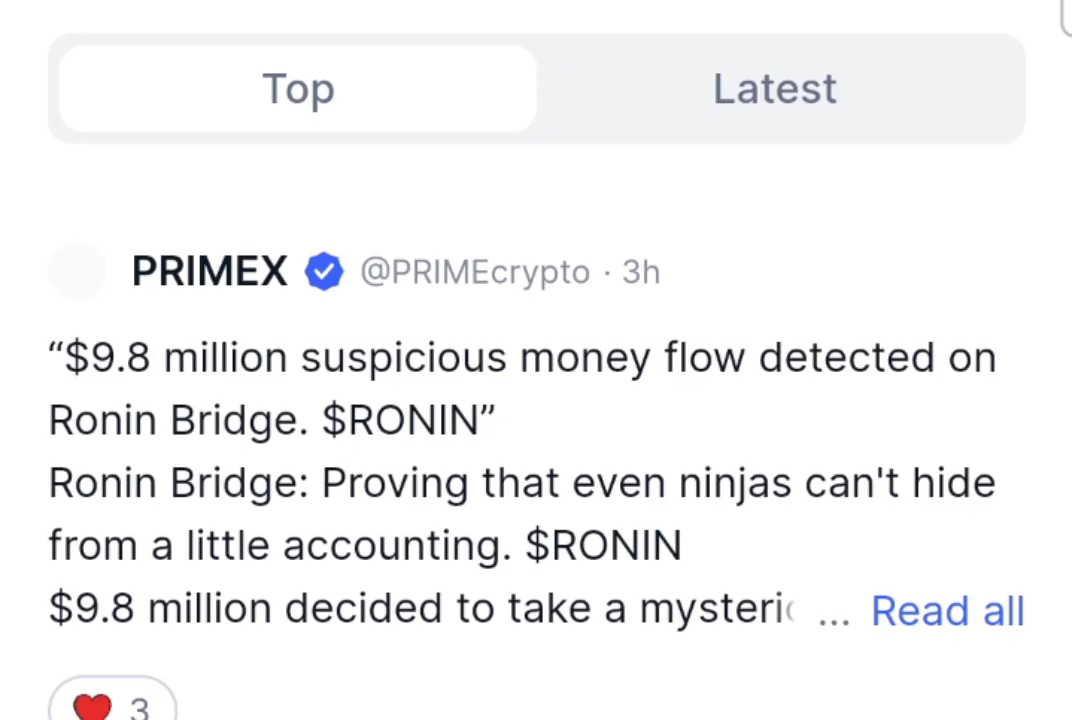 Top
Latest
PRIMEX @PRIMEcrypto · 3h
“$9.8 million suspicious money flow detected on
Ronin Bridge. $RONIN”
Ronin Bridge: Proving that even ninjas can't hide
from a little accounting. $RONIN
$9.8 million decided to take a ... Read all
3